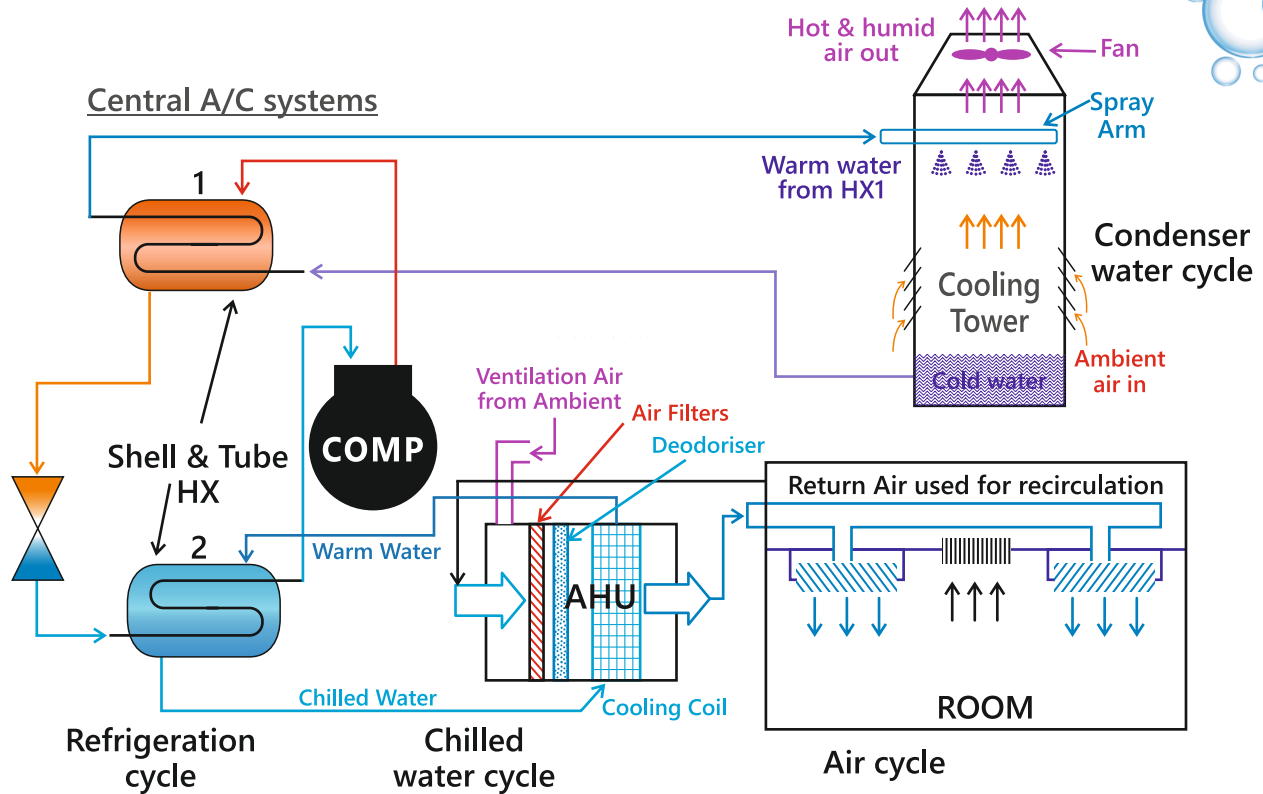 Hot & humid
air out
Fan
Central A/C systems
Spray
Arm
1
Warm water
from HX1
Condenser
water cycle
Cooling
Tower
Ambient
air in
Cold water
Ventilation Air
from Ambient
Air Filters
Deodoriser
COMP
Shell & Tube
HX
Return Air used for recirculation
2
Warm Water
AHU
Chilled Water
Cooling Coil
ROOM
Refrigeration
cycle
Chilled
water cycle
Air cycle